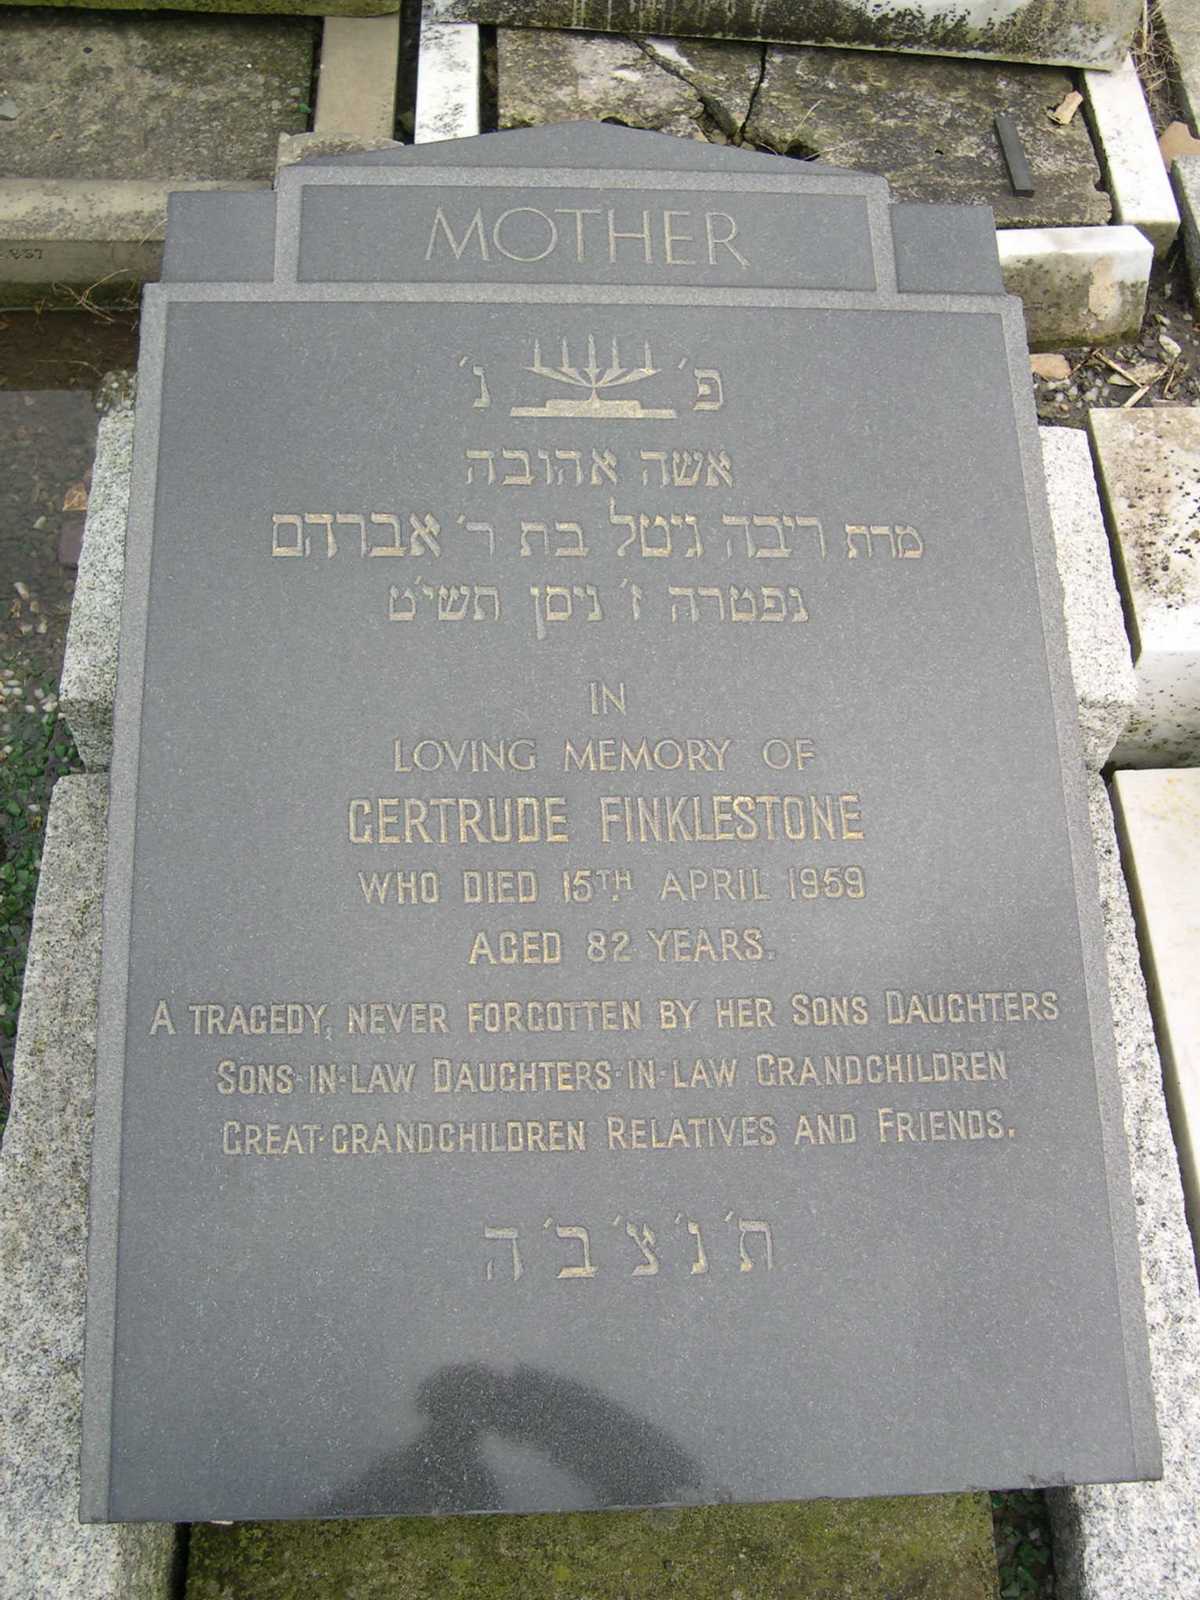 MOTHER
פ׳ נ׳
אשה אהובה
מרת ריבה גיטל בת ר׳ אברהם
נפטרה ז׳ ניסן תשי״ט
IN
LOVING MEMORY OF
GERTRUDE FINKLESTONE
WHO DIED 15TH. APRIL 1959
AGED 82 YEARS.
A TRAGEDY, NEVER FORGOTTEN BY HER SONS DAUGHTERS
SONS-IN-LAW DAUGHTERS-IN-LAW GRANDCHILDREN
GREAT-GRANDCHILDREN RELATIVES AND FRIENDS.
ת׳ נ׳ צ׳ ב׳ ה